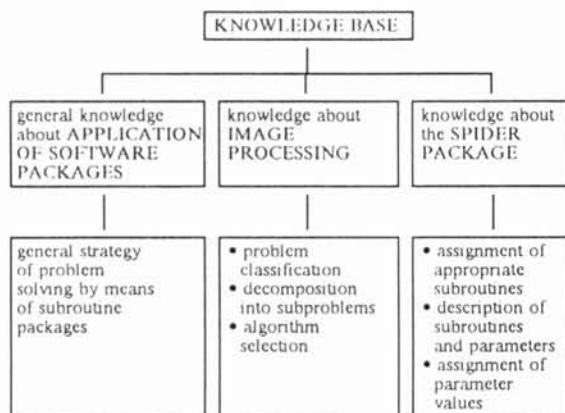 KNOWLEDGE BASE
general knowledge
about APPLICATION
OF SOFTWARE
PACKAGES
knowledge about
IMAGE
PROCESSING
knowledge about
the SPIDER
PACKAGE
general strategy
of problem
solving by means
of subroutine
packages
• problem
classification
• decomposition
into subproblems
• algorithm
selection
• assignment of
appropriate
subroutines
• description of
subroutines
and parameters
• assignment of
parameter
values